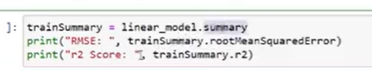 ]: trainSummary = linear_model.summary
print("RMSE: ", trainSummary.rootMeanSquaredError)
print("r2 Score: ", trainSummary.r2)